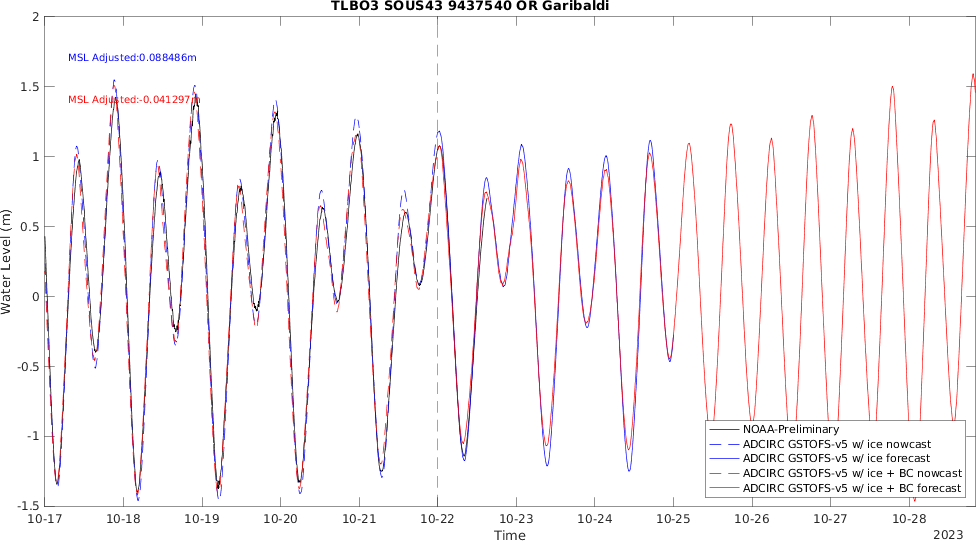 TLBO3 SOUS43 9437540 OR Garibaldi
MSL Adjusted:0.088486m
MSL Adjusted:-0.041297m
Water Level (m)
2
1.5
1
0.5
0
-0.5
-1
-1.5
10-17 10-18 10-19 10-20 10-21 10-22 10-23 10-24 10-25 10-26 10-27 10-28
Time
2023
NOAA-Preliminary
ADCIRC GSTOFS-v5 w/ ice nowcast
ADCIRC GSTOFS-v5 w/ ice forecast
ADCIRC GSTOFS-v5 w/ ice + BC nowcast
ADCIRC GSTOFS-v5 w/ ice + BC forecast